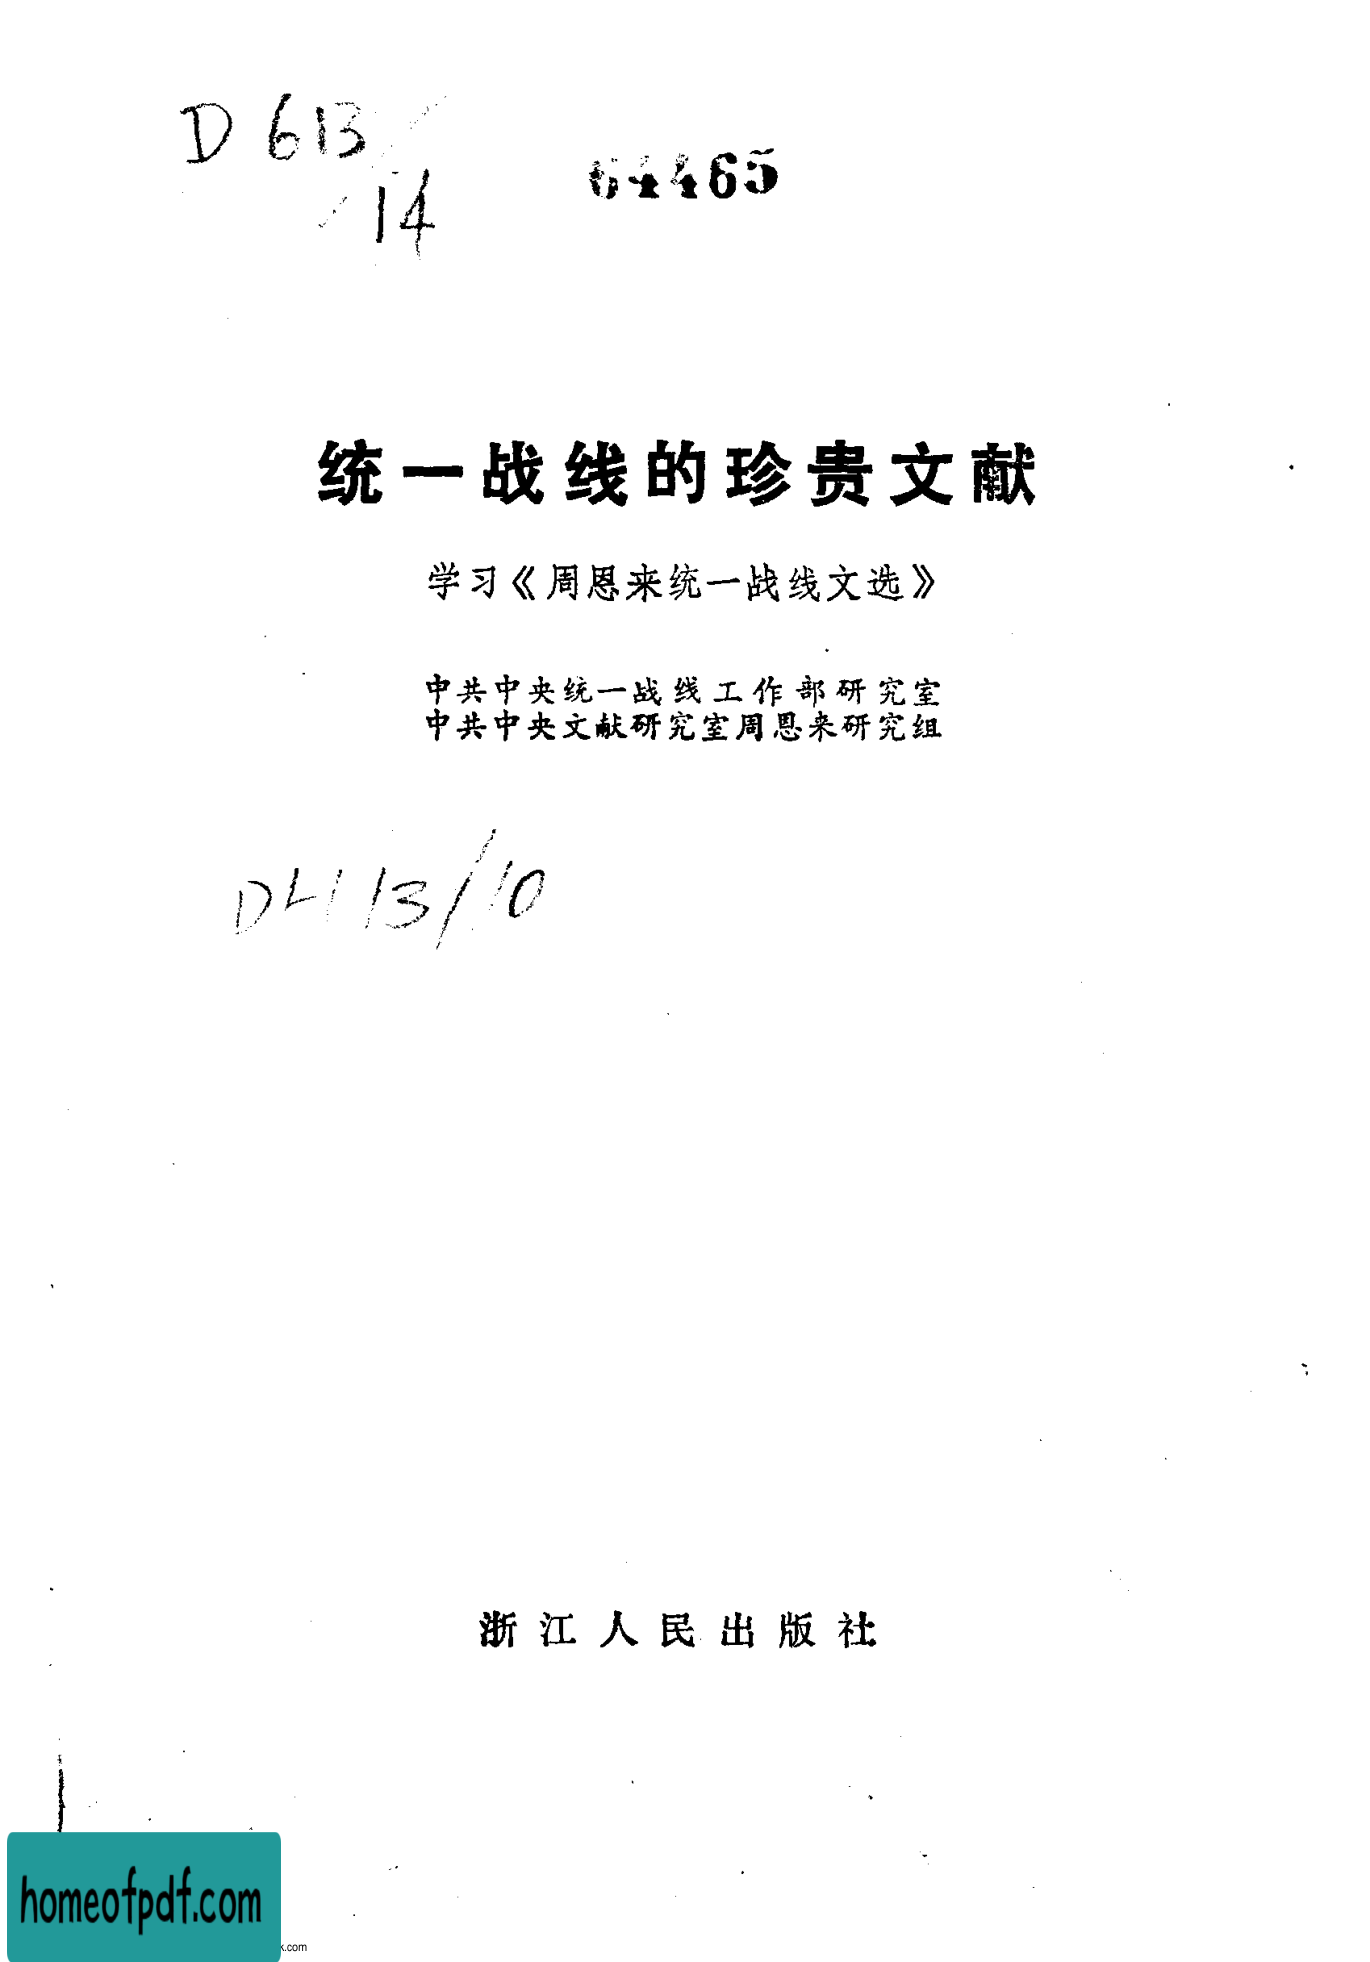 D 613
64465
14
统一战线的珍贵文献
学习《周恩来统一战线文选》
中共中央统一战线工作部研究室
中共中央文献研究室周恩来研究组
浙江人民出版社
homeofpdf.com
k.com